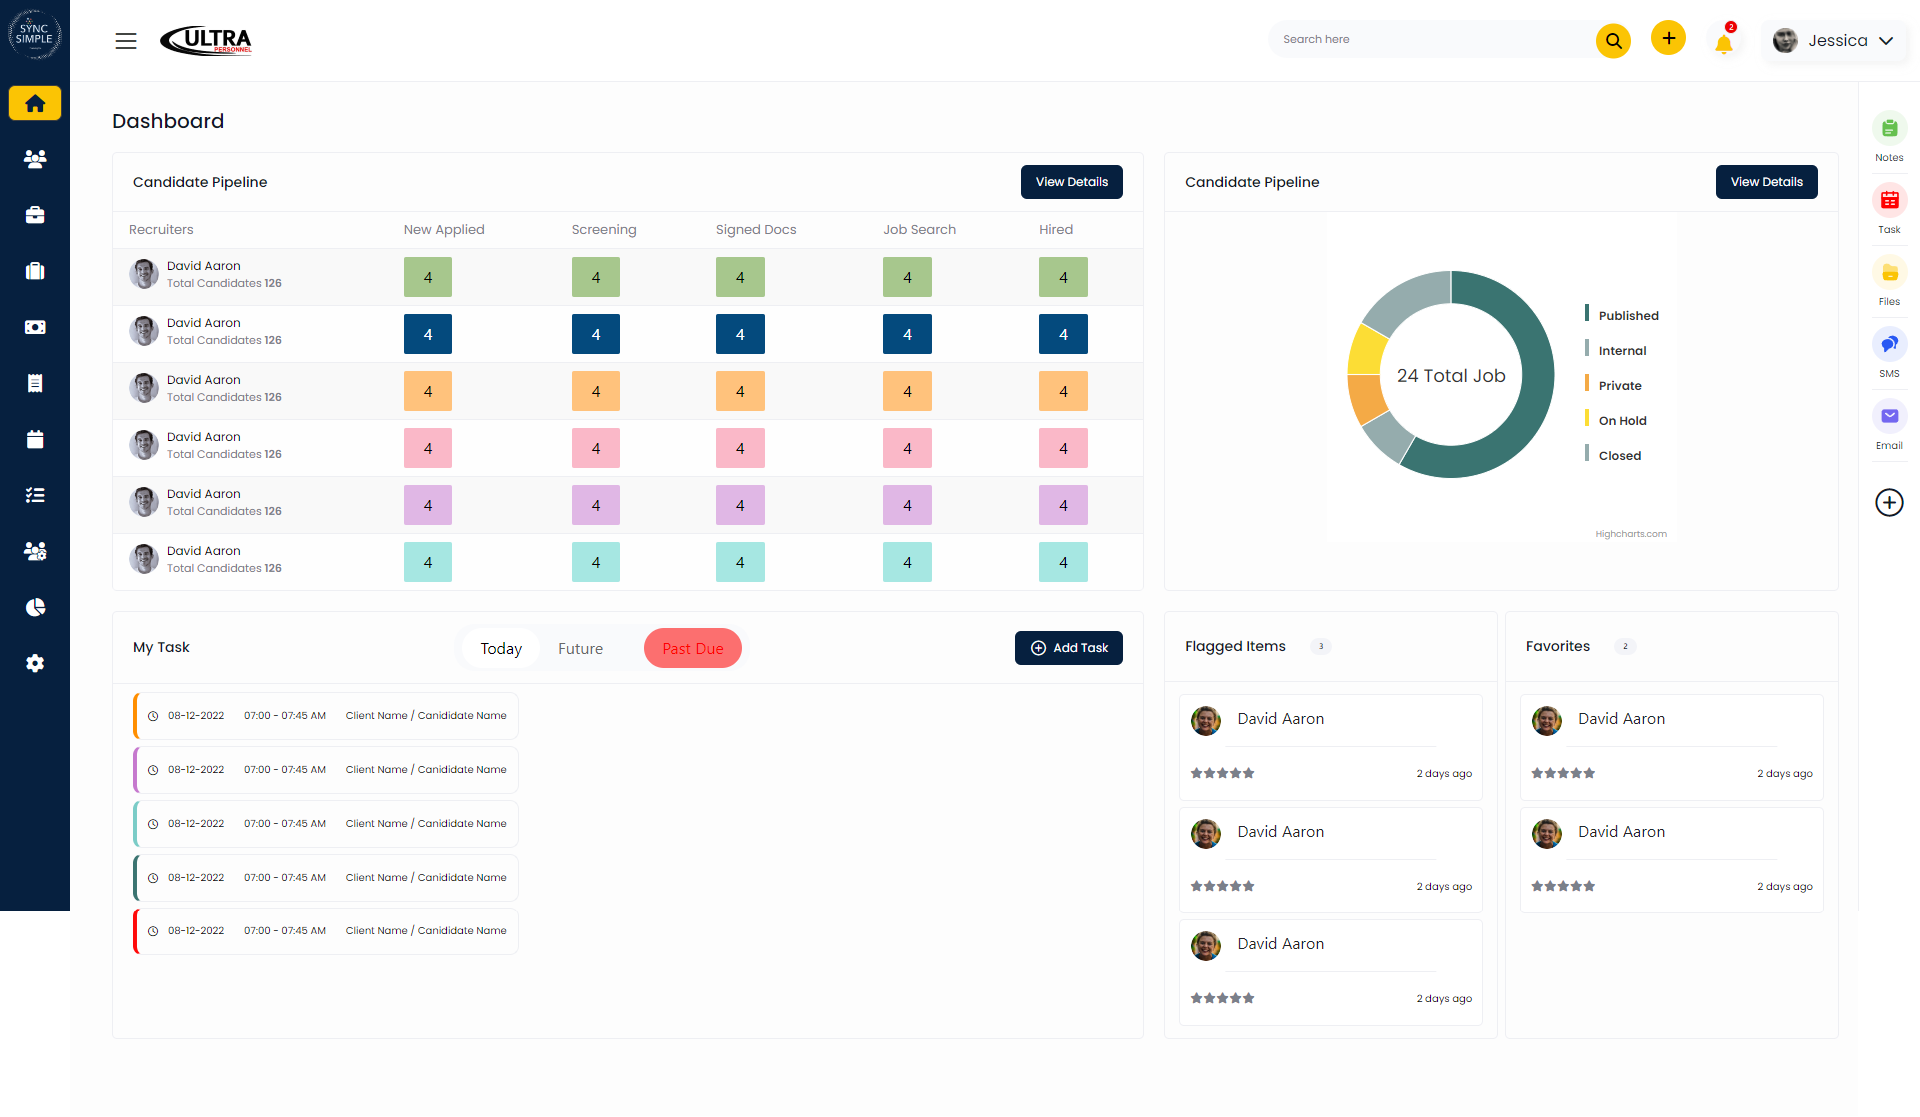 SYNC
SIMPLE
ULTRA
PERSONNEL
Search here
2
Jessica
Dashboard
Candidate Pipeline
View Details
Recruiters New Applied Screening Signed Docs Job Search Hired
David Aaron
Total Candidates 126
4 4 4 4 4
David Aaron
Total Candidates 126
4 4 4 4 4
David Aaron
Total Candidates 126
4 4 4 4 4
David Aaron
Total Candidates 126
4 4 4 4 4
David Aaron
Total Candidates 126
4 4 4 4 4
David Aaron
Total Candidates 126
4 4 4 4 4
Candidate Pipeline
View Details
24 Total Job
Published
Internal
Private
On Hold
Closed
Highcharts.com
Notes
Task
Files
SMS
Email
My Task
Today Future Past Due
Add Task
08-12-2022 07:00 - 07:45 AM Client Name / Canididate Name
08-12-2022 07:00 - 07:45 AM Client Name / Canididate Name
08-12-2022 07:00 - 07:45 AM Client Name / Canididate Name
08-12-2022 07:00 - 07:45 AM Client Name / Canididate Name
08-12-2022 07:00 - 07:45 AM Client Name / Canididate Name
Flagged Items 3
David Aaron
2 days ago
David Aaron
2 days ago
David Aaron
2 days ago
Favorites 2
David Aaron
2 days ago
David Aaron
2 days ago